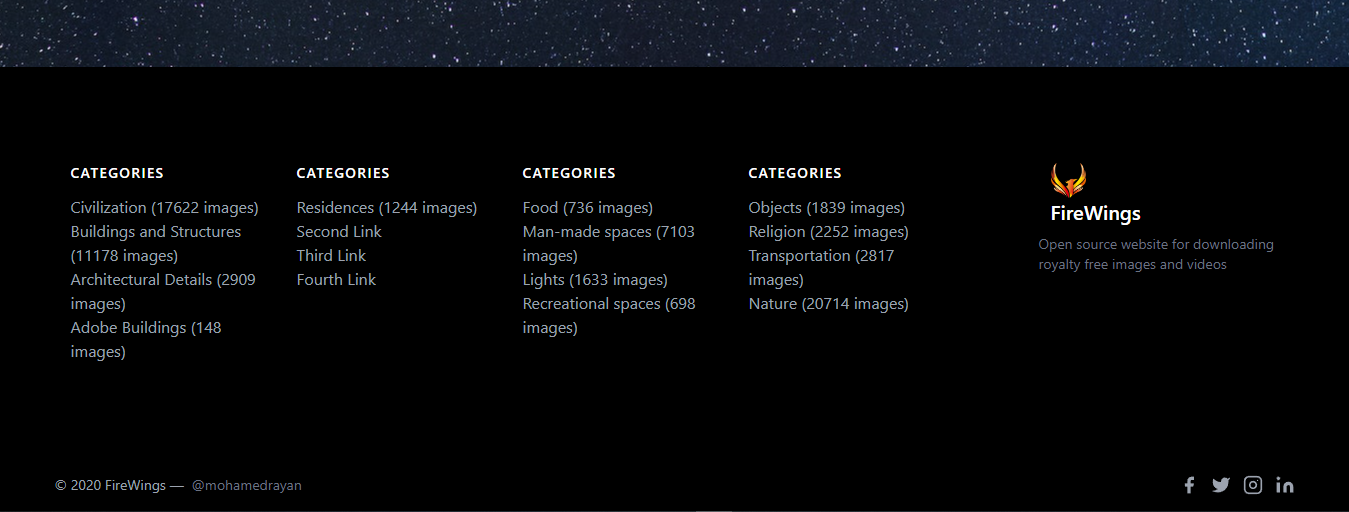 CATEGORIES
Civilization (17622 images)
Buildings and Structures
(11178 images)
Architectural Details (2909
images)
Adobe Buildings (148
images)
CATEGORIES
Residences (1244 images)
Second Link
Third Link
Fourth Link
CATEGORIES
Food (736 images)
Man-made spaces (7103
images)
Lights (1633 images)
Recreational spaces (698
images)
CATEGORIES
Objects (1839 images)
Religion (2252 images)
Transportation (2817
images)
Nature (20714 images)
FireWings
Open source website for downloading
royalty free images and videos
© 2020 FireWings — @mohamedrayan